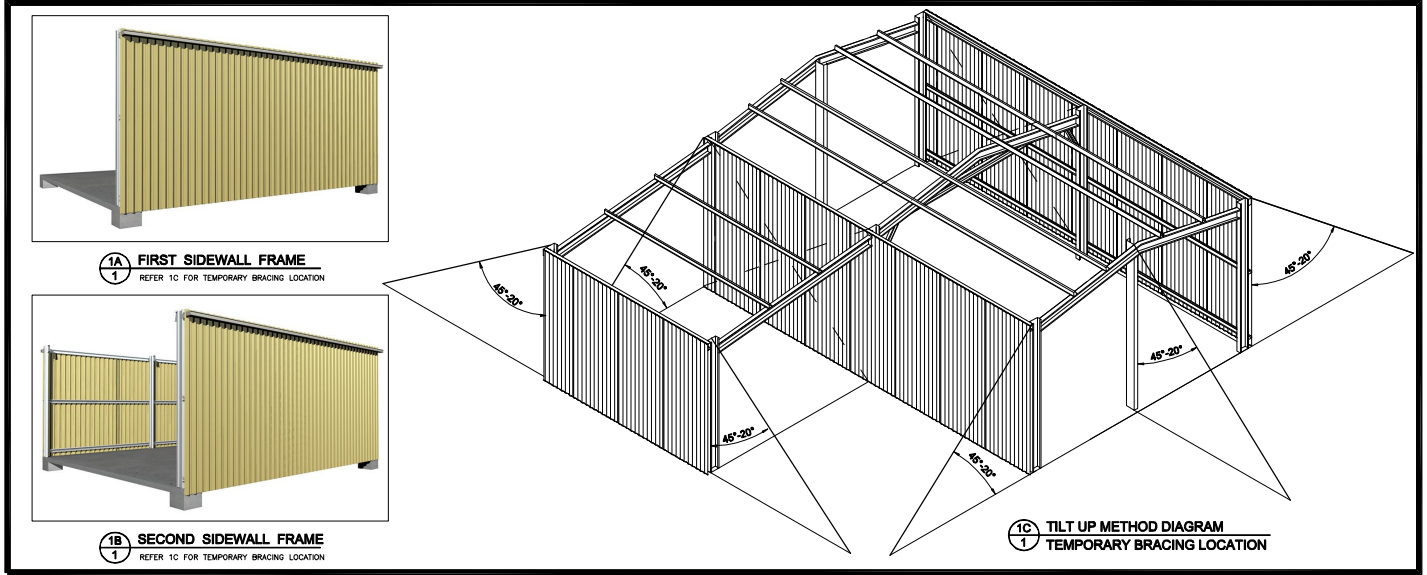 1A
1
FIRST SIDEWALL FRAME
REFER 1C FOR TEMPORARY BRACING LOCATION
1B
1
SECOND SIDEWALL FRAME
REFER 1C FOR TEMPORARY BRACING LOCATION
45°-20°
45°-20°
45°-20°
45°-20°
45°-20°
45°-20°
1C
1
TILT UP METHOD DIAGRAM
TEMPORARY BRACING LOCATION